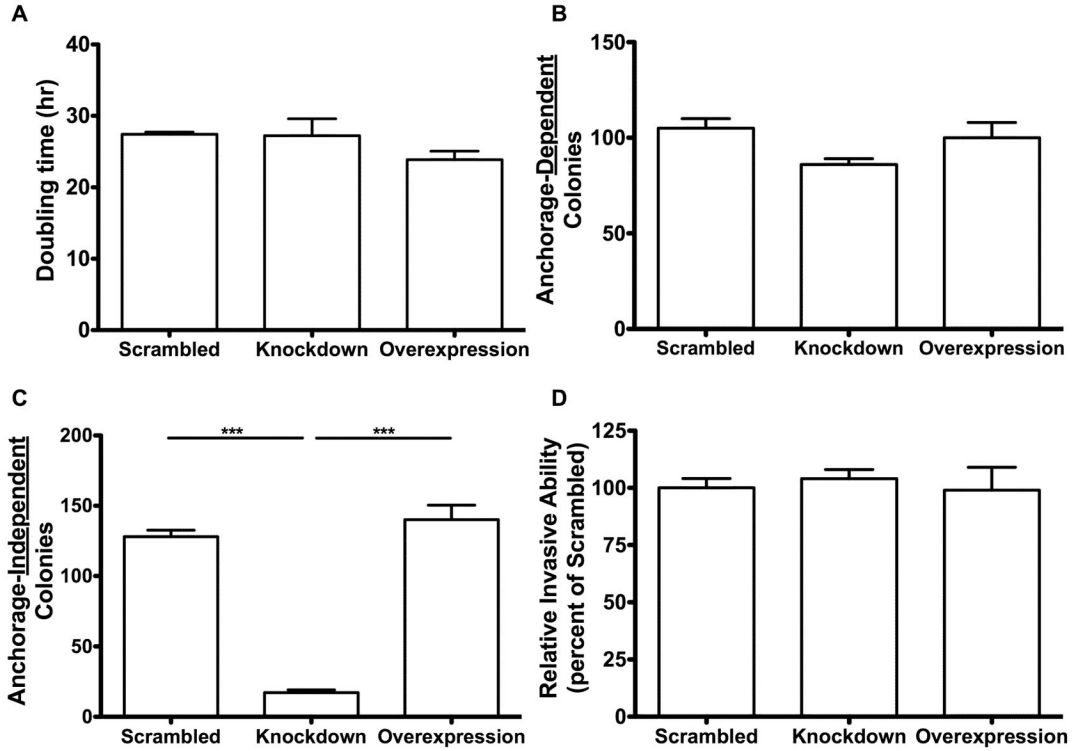 A
40
30
20
10
0
Doubling time (hr)
Scrambled Knockdown Overexpression
B
150
100
50
0
Anchorage-Dependent
Colonies
Scrambled Knockdown Overexpression
C
200
150
100
50
0
Anchorage-Independent
Colonies
*** ***
Scrambled Knockdown Overexpression
D
125
100
75
50
25
0
Relative Invasive Ability
(percent of Scrambled)
Scrambled Knockdown Overexpression